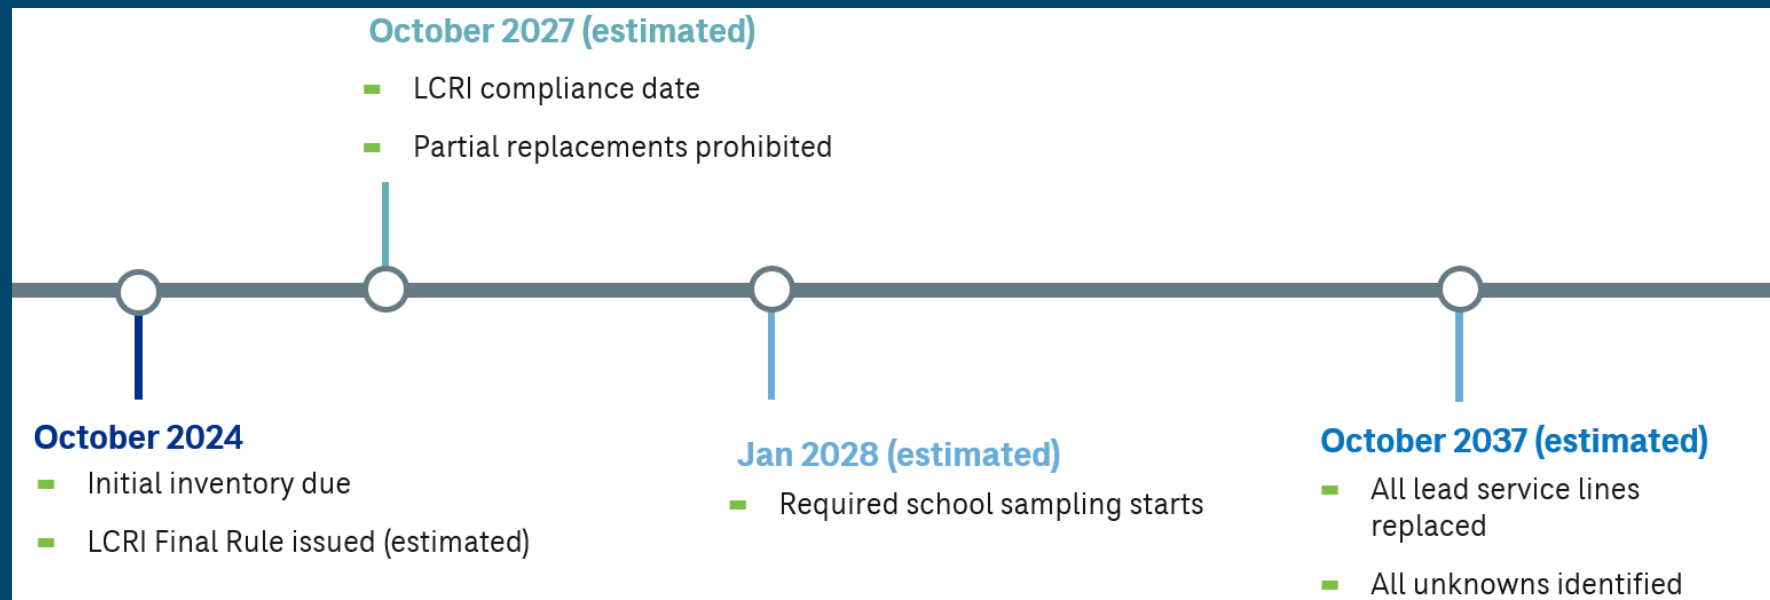 October 2027 (estimated)
LCRI compliance date
Partial replacements prohibited
October 2024
Initial inventory due
LCRI Final Rule issued (estimated)
Jan 2028 (estimated)
Required school sampling starts
October 2037 (estimated)
All lead service lines
replaced
All unknowns identified